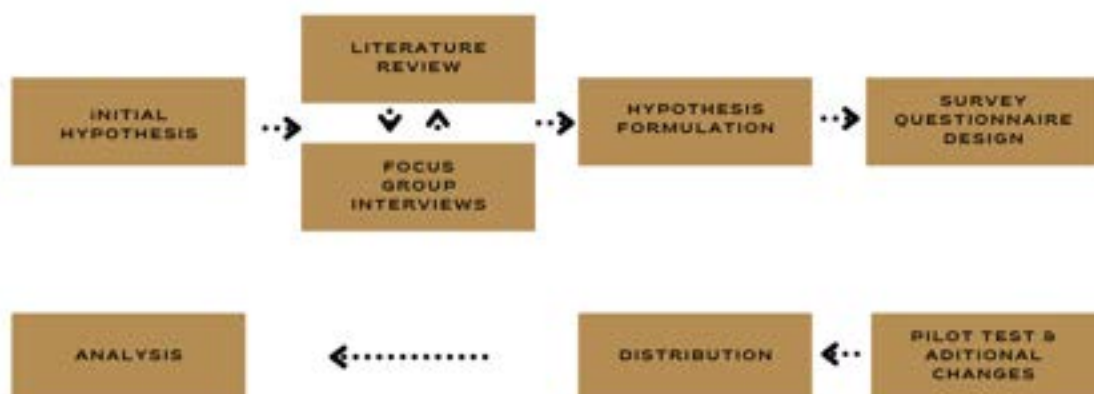 INITIAL
HYPOTHESIS
LITERATURE
REVIEW
FOCUS
GROUP
INTERVIEWS
HYPOTHESIS
FORMULATION
SURVEY
QUESTIONNAIRE
DESIGN
PILOT TEST &
ADITIONAL
CHANGES
DISTRIBUTION
ANALYSIS